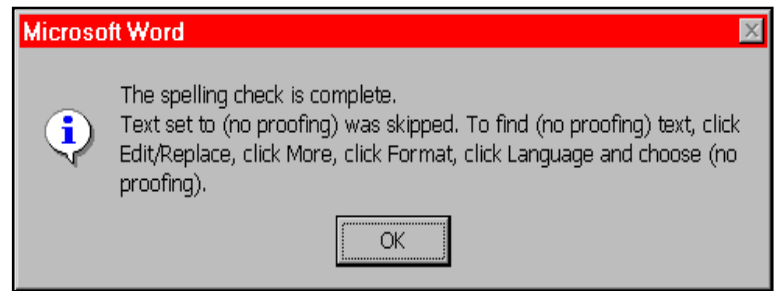 Microsoft Word
The spelling check is complete.
Text set to (no proofing) was skipped. To find (no proofing) text, click
Edit/Replace, click More, click Format, click Language and choose (no
proofing).
OK